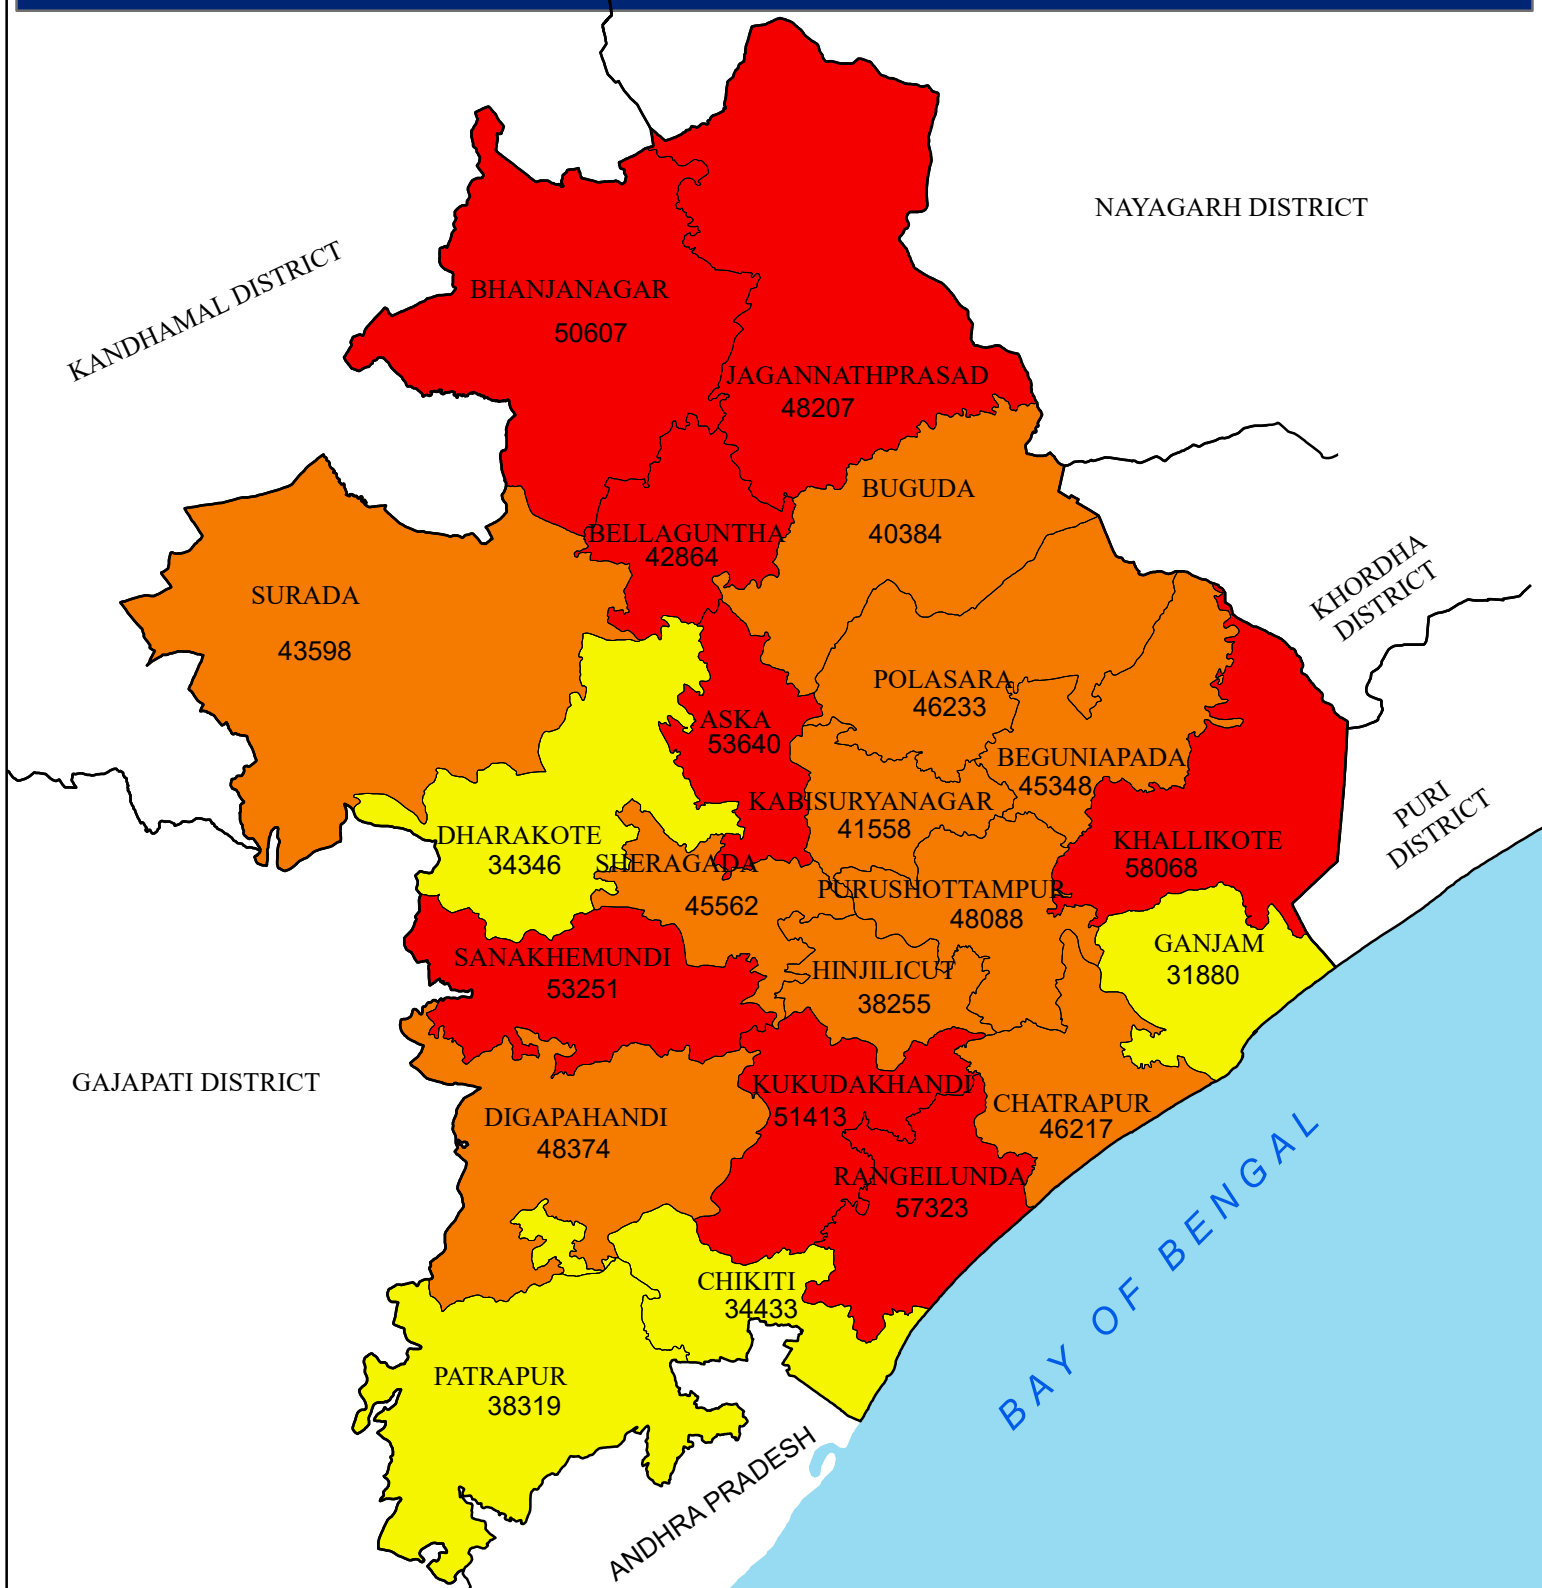 NAYAGARH DISTRICT
KANDHAMAL DISTRICT
BHANJANAGAR
50607
JAGANNATHPRASAD
48207
BUGUDA
40384
BELLAGUNTHA
42864
KHORDHA
DISTRICT
SURADA
43598
POLASARA
46233
ASKA
53640
BEGUNIAPADA
45348
KABISURYANAGAR
41558
PURI
DISTRICT
DHARAKOTE
34346
KHALLIKOTE
58068
SHERAGADA
45562
PURUSHOTTAMPUR
48088
GANJAM
31880
SANAKHEMUNDI
53251
HINJILICUT
38255
GAJAPATI DISTRICT
KUKUDAKHANDI
51413
CHATRAPUR
46217
DIGAPAHANDI
48374
RANGEILUNDA
57323
CHIKITI
34433
BAY OF BENGAL
PATRAPUR
38319
ANDHRA PRADESH